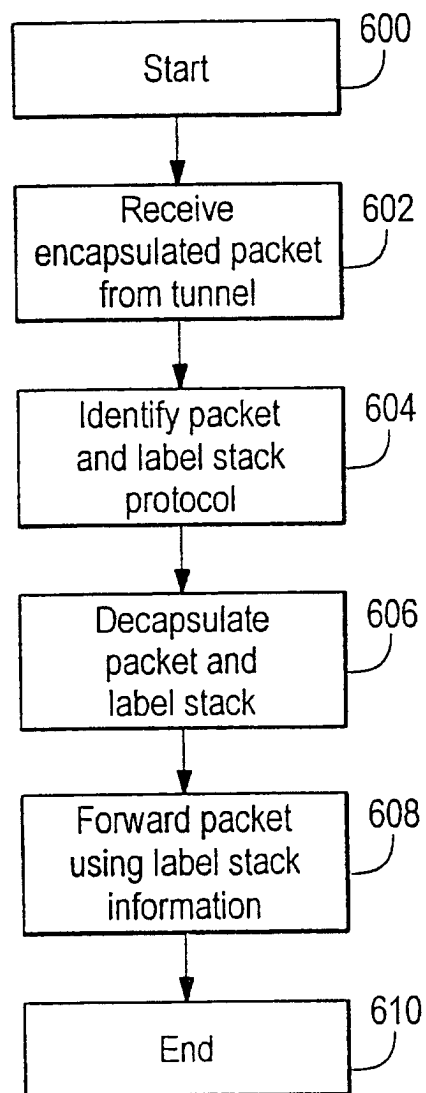 600
Start
602
Receive
encapsulated packet
from tunnel
604
Identify packet
and label stack
protocol
606
Decapsulate
packet and
label stack
608
Forward packet
using label stack
information
610
End